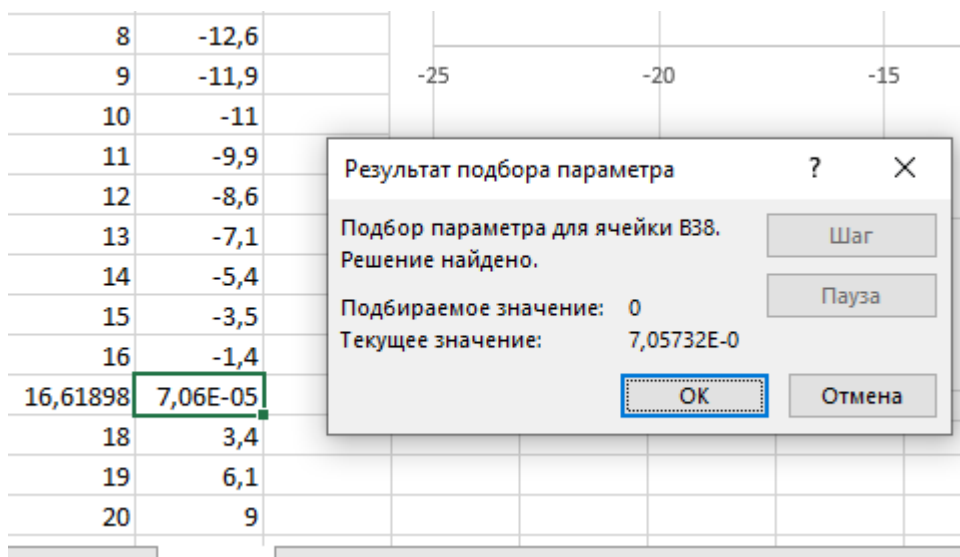 8 -12,6
9 -11,9
10 -11
11 -9,9
12 -8,6
13 -7,1
14 -5,4
15 -3,5
16 -1,4
16,61898 7,06E-05
18 3,4
19 6,1
20 9
-25 -20 -15
Результат подбора параметра ? ×
Подбор параметра для ячейки B38.
Решение найдено.
Подбираемое значение: 0
Текущее значение: 7,05732E-0
Шаг
Пауза
ОК Отмена